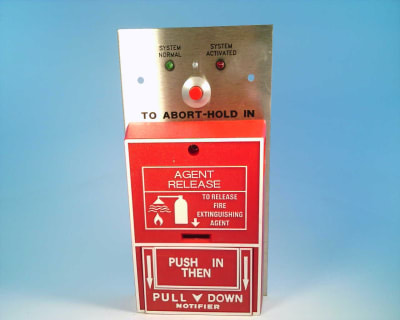 SYSTEM
NORMAL
SYSTEM
ACTIVATED
TO ABORT-HOLD IN
AGENT
RELEASE
TO RELEASE
FIRE
EXTINGUISHING
AGENT
PUSH IN
THEN
PULL DOWN
NOTIFIER